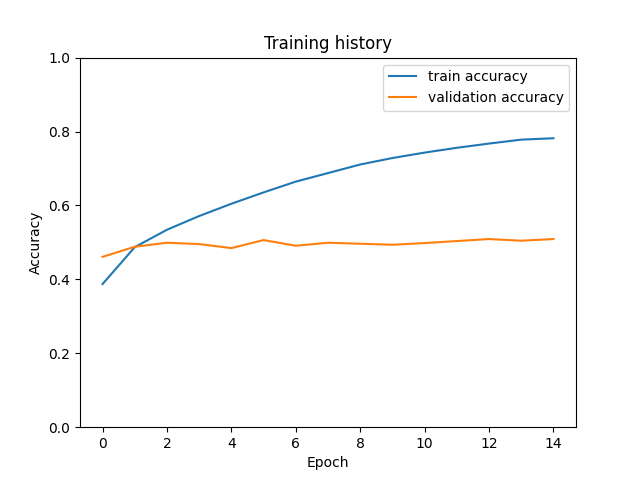 Training history
train accuracy
validation accuracy
Accuracy
1.0
0.8
0.6
0.4
0.2
0.0
0 2 4 6 8 10 12 14
Epoch